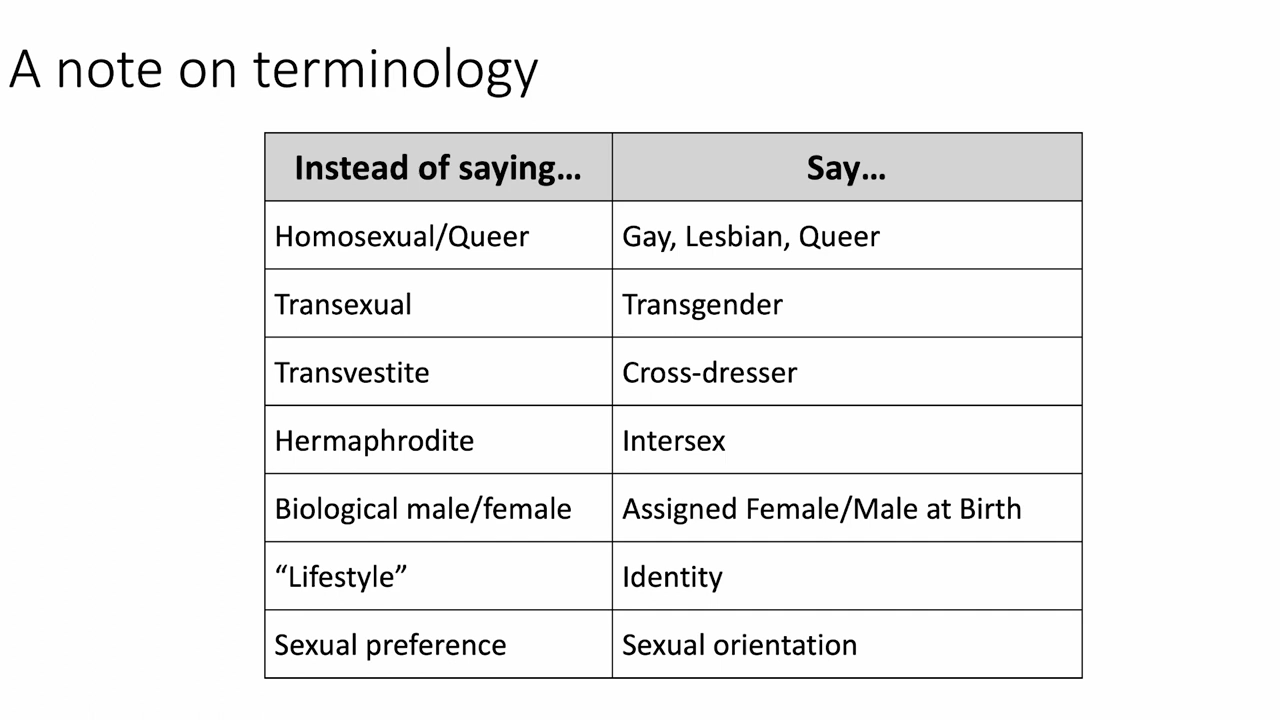 A note on terminology
Instead of saying… Say…
Homosexual/Queer Gay, Lesbian, Queer
Transexual Transgender
Transvestite Cross-dresser
Hermaphrodite Intersex
Biological male/female Assigned Female/Male at Birth
“Lifestyle” Identity
Sexual preference Sexual orientation